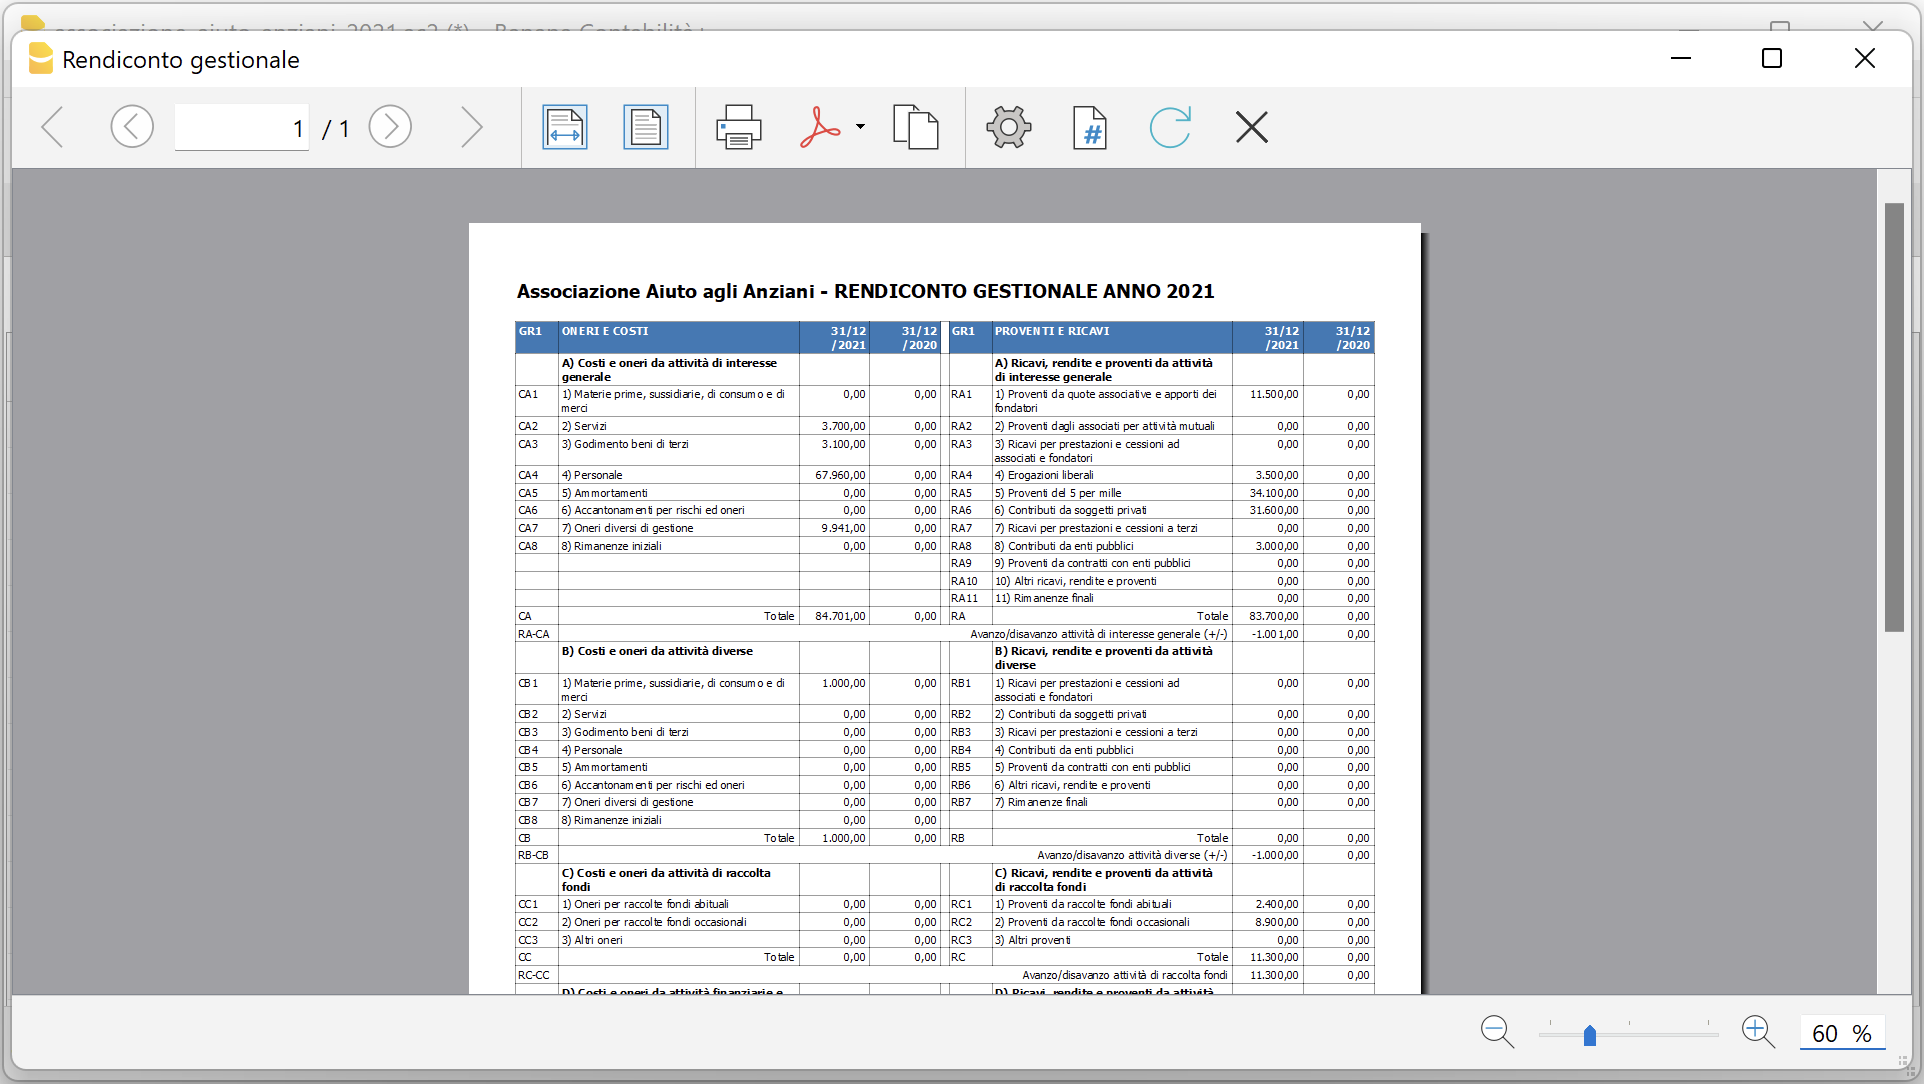 Rendiconto gestionale
1 / 1
Associazione Aiuto agli Anziani - RENDICONTO GESTIONALE ANNO 2021
GR1 ONERI E COSTI 31/12 /2021 31/12 /2020 GR1 PROVENTI E RICAVI 31/12 /2021 31/12 /2020
A) Costi e oneri da attività di interesse generale A) Ricavi, rendite e proventi da attività di interesse generale
CA1 1) Materie prime, sussidiarie, di consumo e di merci 0,00 0,00 RA1 1) Proventi da quote associative e apporti dei fondatori 11.500,00 0,00
CA2 2) Servizi 3.700,00 0,00 RA2 2) Proventi dagli associati per attività mutuali 0,00 0,00
CA3 3) Godimento beni di terzi 3.100,00 0,00 RA3 3) Ricavi per prestazioni e cessioni ad associati e fondatori 0,00 0,00
CA4 4) Personale 67.960,00 0,00 RA4 4) Erogazioni liberali 3.500,00 0,00
CA5 5) Ammortamenti 0,00 0,00 RA5 5) Proventi del 5 per mille 34.100,00 0,00
CA6 6) Accantonamenti per rischi ed oneri 0,00 0,00 RA6 6) Contributi da soggetti privati 31.600,00 0,00
CA7 7) Oneri diversi di gestione 9.941,00 0,00 RA7 7) Ricavi per prestazioni e cessioni a terzi 0,00 0,00
CA8 8) Rimanenze iniziali 0,00 0,00 RA8 8) Contributi da enti pubblici 3.000,00 0,00
RA9 9) Proventi da contratti con enti pubblici 0,00 0,00
RA10 10) Altri ricavi, rendite e proventi 0,00 0,00
RA11 11) Rimanenze finali 0,00 0,00
CA Totale 84.701,00 0,00 RA Totale 83.700,00 0,00
RA-CA Avanzo/disavanzo attività di interesse generale (+/-) -1.001,00 0,00
B) Costi e oneri da attività diverse B) Ricavi, rendite e proventi da attività diverse
CB1 1) Materie prime, sussidiarie, di consumo e di merci 1.000,00 0,00 RB1 1) Ricavi per prestazioni e cessioni ad associati e fondatori 0,00 0,00
CB2 2) Servizi 0,00 0,00 RB2 2) Contributi da soggetti privati 0,00 0,00
CB3 3) Godimento beni di terzi 0,00 0,00 RB3 3) Ricavi per prestazioni e cessioni a terzi 0,00 0,00
CB4 4) Personale 0,00 0,00 RB4 4) Contributi da enti pubblici 0,00 0,00
CB5 5) Ammortamenti 0,00 0,00 RB5 5) Proventi da contratti con enti pubblici 0,00 0,00
CB6 6) Accantonamenti per rischi ed oneri 0,00 0,00 RB6 6) Altri ricavi, rendite e proventi 0,00 0,00
CB7 7) Oneri diversi di gestione 0,00 0,00 RB7 7) Rimanenze finali 0,00 0,00
CB8 8) Rimanenze iniziali 0,00 0,00
CB Totale 1.000,00 0,00 RB Totale 0,00 0,00
RB-CB Avanzo/disavanzo attività diverse (+/-) -1.000,00 0,00
C) Costi e oneri da attività di raccolta fondi C) Ricavi, rendite e proventi da attività di raccolta fondi
CC1 1) Oneri per raccolte fondi abituali 0,00 0,00 RC1 1) Proventi da raccolte fondi abituali 2.400,00 0,00
CC2 2) Oneri per raccolte fondi occasionali 0,00 0,00 RC2 2) Proventi da raccolte fondi occasionali 8.900,00 0,00
CC3 3) Altri oneri 0,00 0,00 RC3 3) Altri proventi 0,00 0,00
CC Totale 0,00 0,00 RC Totale 11.300,00 0,00
RC-CC Avanzo/disavanzo attività di raccolta fondi 11.300,00 0,00
D) Costi e oneri da attività finanziarie e D) Ricavi, rendite e proventi da attività
60 %